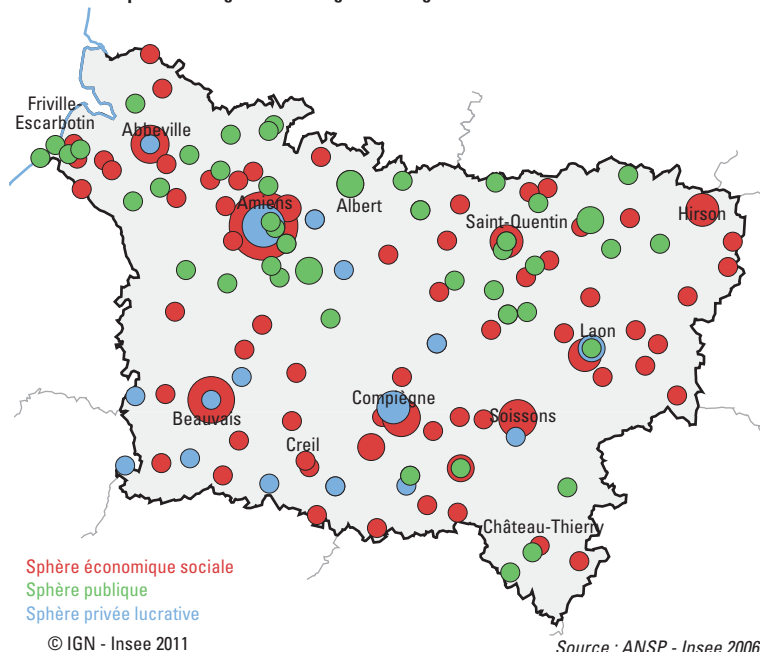 Friville-
Escarbotin
Abbeville
Amiens
Albert
Saint-Quentin
Hirson
Laon
Compiègne
Beauvais
Soissons
Creil
Château-Thierry
Sphère économique sociale
Sphère publique
Sphère privée lucrative
© IGN - Insee 2011
Source : ANSP - Insee 2006